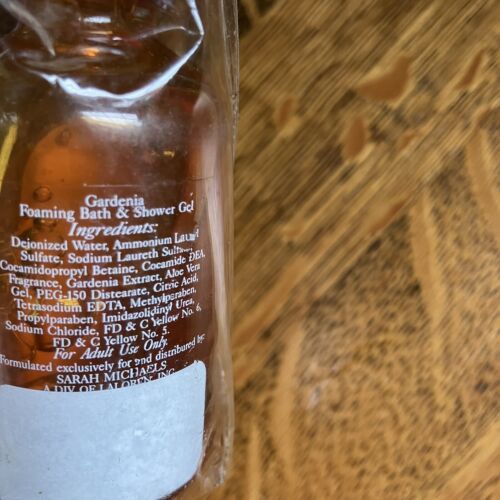 Gardenia
Foaming Bath & Shower Gel
Ingredients:
Deionized Water, Ammonium Lauryl
Sulfate, Sodium Laureth Sulfate,
Cocamidopropyl Betaine, Cocamide DEA,
Fragrance, Gardenia Extract, Aloe Vera
Gel, PEG-150 Distearate, Citric Acid,
Tetrasodium EDTA, Methylparaben,
Propylparaben, Imidazolidinyl Urea,
Sodium Chloride, FD & C Yellow No. 6,
FD & C Yellow No. 5.
For Adult Use Only.
Formulated exclusively for and distributed by:
SARAH MICHAELS
A DIV. OF LALOREN, INC.